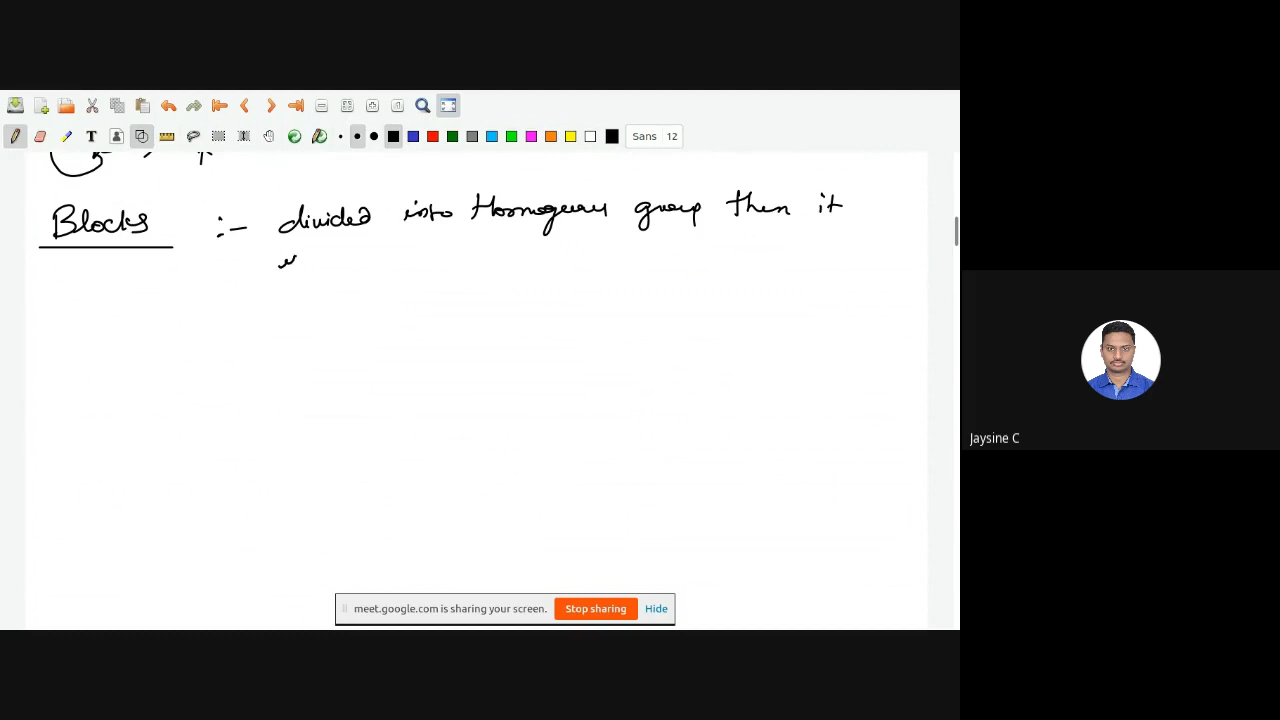 Sans 12
Blocks :- divided into Homogenous group then it
meet.google.com is sharing your screen. Stop sharing Hide
Jaysine C